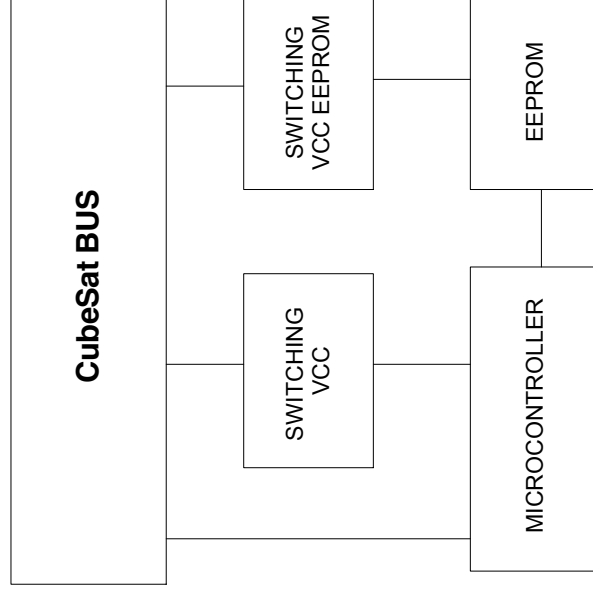 CubeSat BUS
SWITCHING
VCC EEPROM
EEPROM
SWITCHING
VCC
MICROCONTROLLER